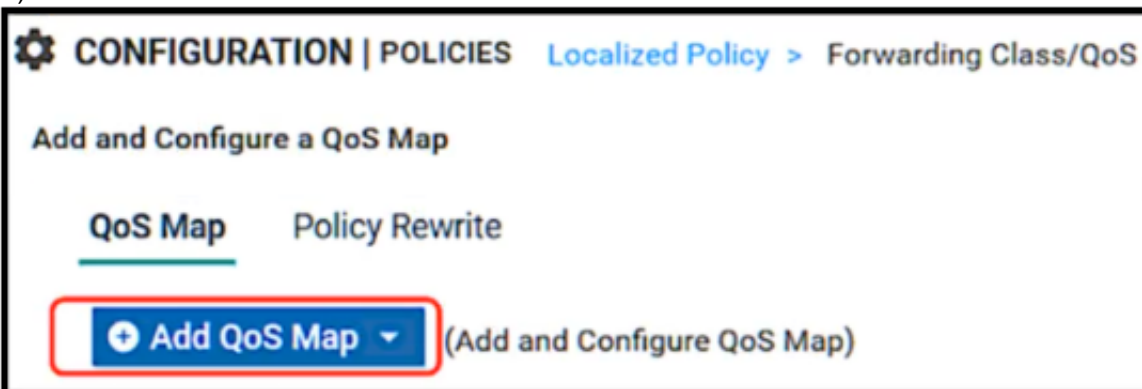 CONFIGURATION | POLICIES Localized Policy > Forwarding Class/QoS
Add and Configure a QoS Map
QoS Map Policy Rewrite
Add QoS Map (Add and Configure QoS Map)